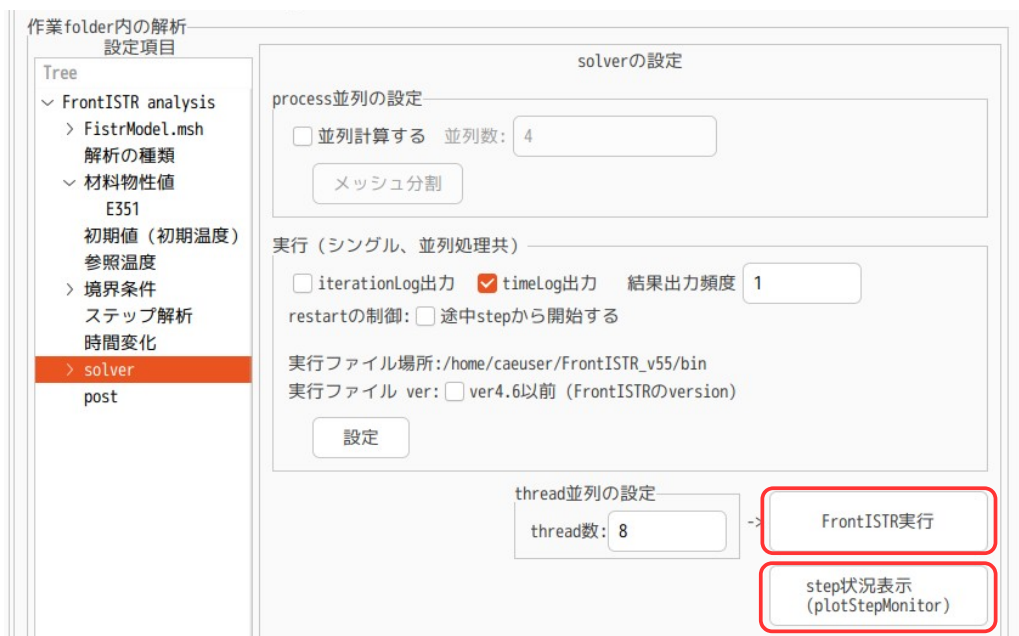 作業folder内の解析
設定項目
Tree
FrontISTR analysis
FistrModel.msh
解析の種類
材料物性値
E351
初期値（初期温度）
参照温度
境界条件
ステップ解析
時間変化
solver
post
solverの設定
process並列の設定
並列計算する 並列数: 4
メッシュ分割
実行（シングル、並列処理共）
iterationLog出力 timeLog出力 結果出力頻度 1
restartの制御: 途中stepから開始する
実行ファイル場所:/home/caeuser/FrontISTR_v55/bin
実行ファイル ver: ver4.6以前（FrontISTRのversion）
設定
thread並列の設定
thread数: 8
-> FrontISTR実行
step状況表示
(plotStepMonitor)